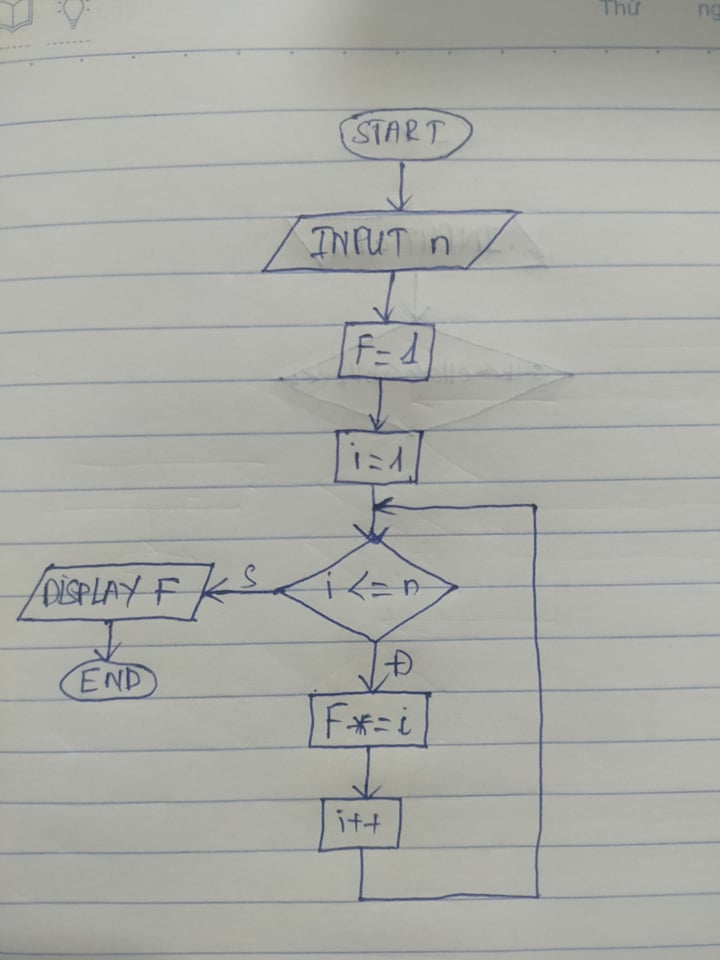 Thứ ng
START
INPUT n
F=1
i=1
i <= n
S
DISPLAY F
END
Đ
F*=i
i++